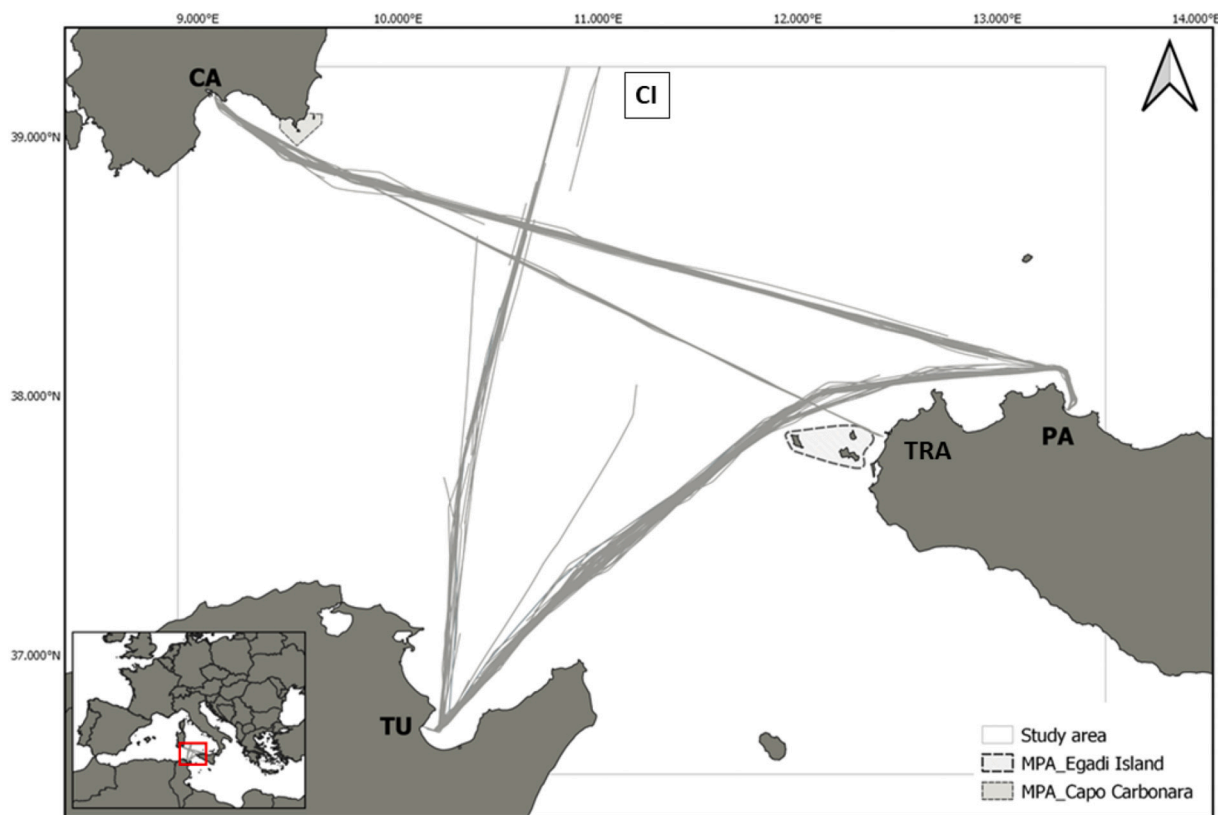 9.000°E 10.000°E 11.000°E 12.000°E 13.000°E 14.000°E
CA
CI
39.000°N
38.000°N
TRA
PA
37.000°N
TU
Study area
MPA_Egadi Island
MPA_Capo Carbonara